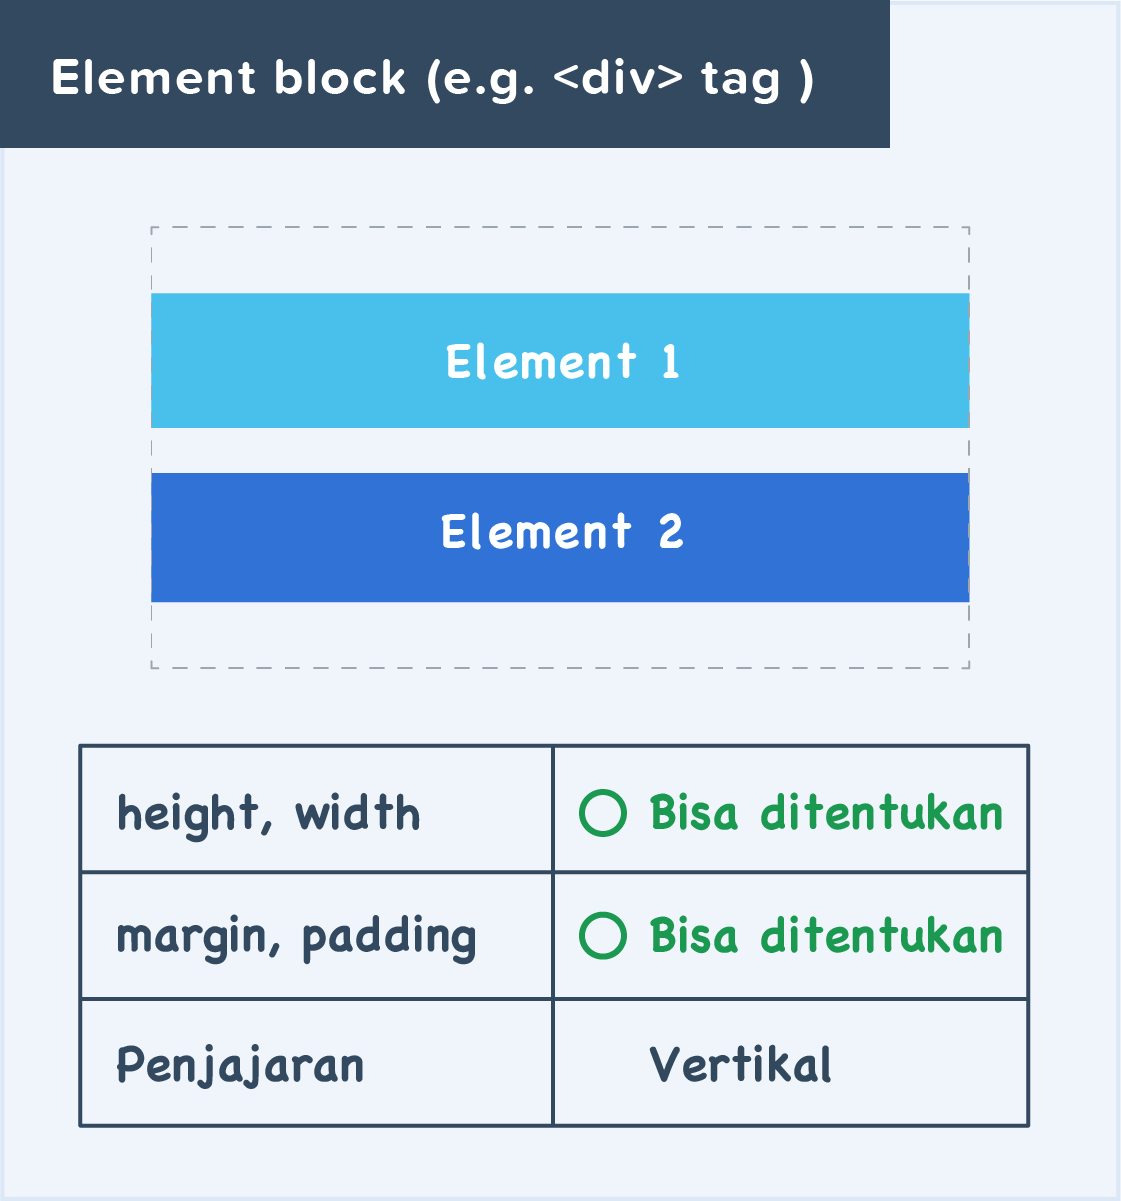 Element block (e.g. <div> tag )
Element 1
Element 2
height, width
Bisa ditentukan
margin, padding
Bisa ditentukan
Penjajaran
Vertikal